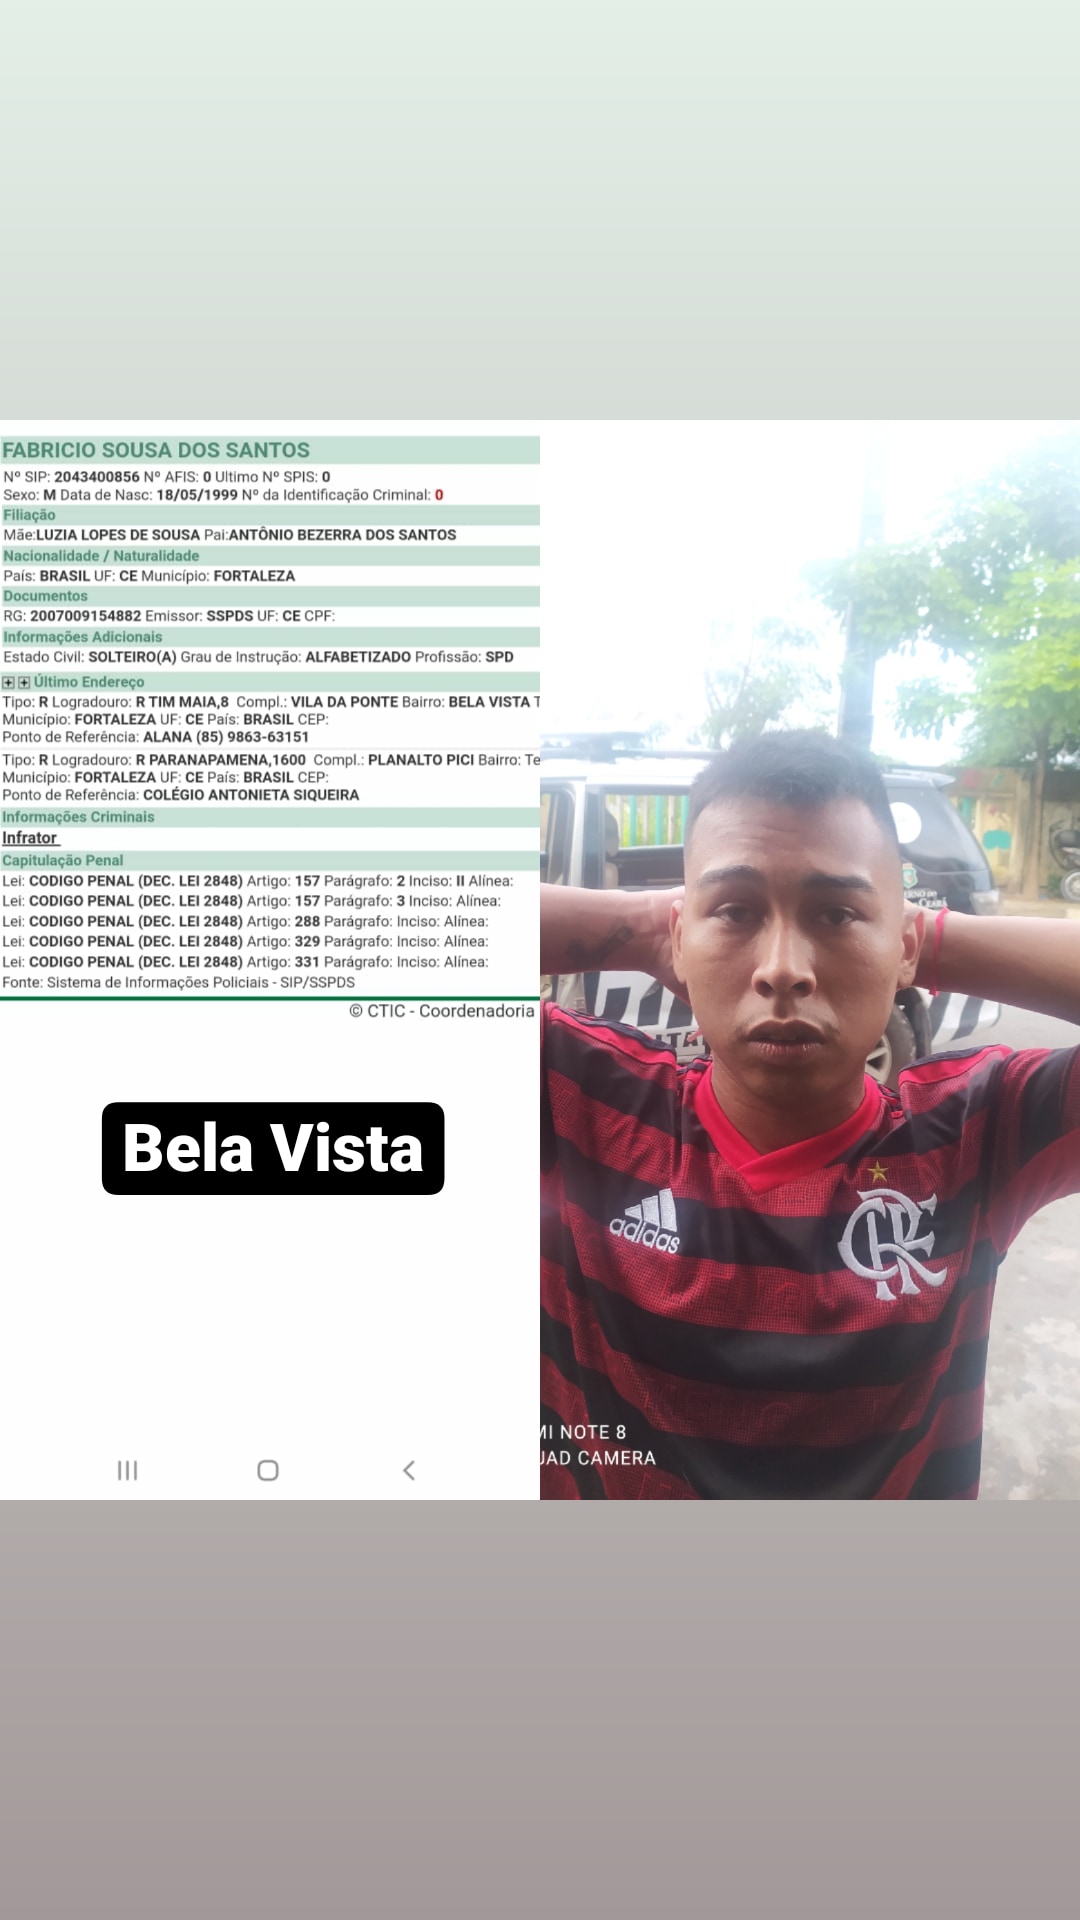 FABRICIO SOUSA DOS SANTOS
Nº SIP: 2043400856 Nº AFIS: 0 Ultimo Nº SPIS: 0
Sexo: M Data de Nasc: 18/05/1999 Nº da Identificação Criminal: 0
Filiação
Mãe:LUZIA LOPES DE SOUSA Pai:ANTÔNIO BEZERRA DOS SANTOS
Nacionalidade / Naturalidade
País: BRASIL UF: CE Município: FORTALEZA
Documentos
RG: 2007009154882 Emissor: SSPDS UF: CE CPF:
Informações Adicionais
Estado Civil: SOLTEIRO(A) Grau de Instrução: ALFABETIZADO Profissão: SPD
Último Endereço
Tipo: R Logradouro: R TIM MAIA,8 Compl.: VILA DA PONTE Bairro: BELA VISTA T
Município: FORTALEZA UF: CE País: BRASIL CEP:
Ponto de Referência: ALANA (85) 9863-63151
Tipo: R Logradouro: R PARANAPAMENA,1600 Compl.: PLANALTO PICI Bairro: Te
Município: FORTALEZA UF: CE País: BRASIL CEP:
Ponto de Referência: COLÉGIO ANTONIETA SIQUEIRA
Informações Criminais
Infrator
Capitulação Penal
Lei: CODIGO PENAL (DEC. LEI 2848) Artigo: 157 Parágrafo: 2 Inciso: II Alínea:
Lei: CODIGO PENAL (DEC. LEI 2848) Artigo: 157 Parágrafo: 3 Inciso: Alínea:
Lei: CODIGO PENAL (DEC. LEI 2848) Artigo: 288 Parágrafo: Inciso: Alínea:
Lei: CODIGO PENAL (DEC. LEI 2848) Artigo: 329 Parágrafo: Inciso: Alínea:
Lei: CODIGO PENAL (DEC. LEI 2848) Artigo: 331 Parágrafo: Inciso: Alínea:
Fonte: Sistema de Informações Policiais - SIP/SSPDS
© CTIC - Coordenadoria
Bela Vista
adidas
CRF
MI NOTE 8
UAD CAMERA